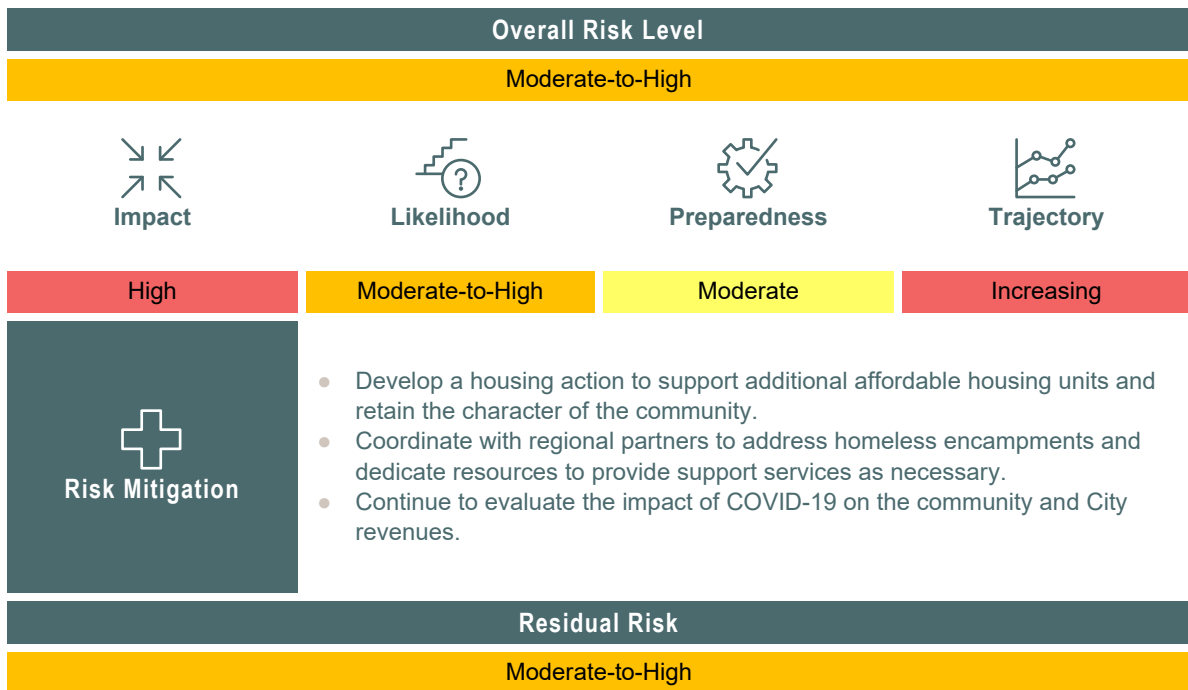 Overall Risk Level
Moderate-to-High
Impact
Likelihood
Preparedness
Trajectory
High
Moderate-to-High
Moderate
Increasing
Risk Mitigation
● Develop a housing action to support additional affordable housing units and
retain the character of the community.
● Coordinate with regional partners to address homeless encampments and
dedicate resources to provide support services as necessary.
● Continue to evaluate the impact of COVID-19 on the community and City
revenues.
Residual Risk
Moderate-to-High